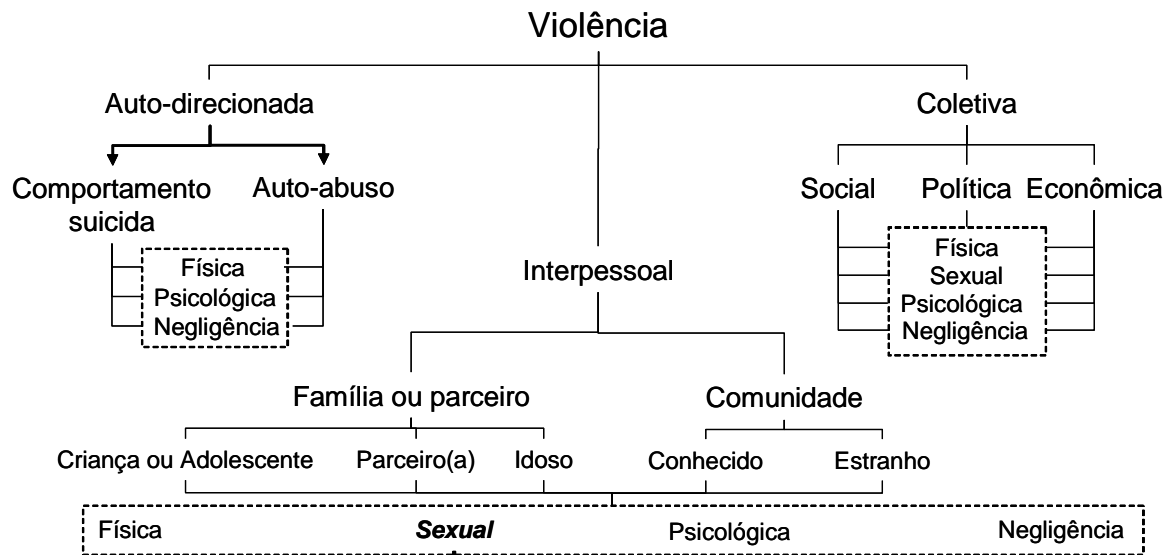 Violência
Auto-direcionada
Coletiva
Comportamento
suicida
Auto-abuso
Social
Política
Econômica
Física
Psicológica
Negligência
Física
Sexual
Psicológica
Negligência
Interpessoal
Família ou parceiro
Comunidade
Criança ou Adolescente
Parceiro(a)
Idoso
Conhecido
Estranho
Física
Sexual
Psicológica
Negligência